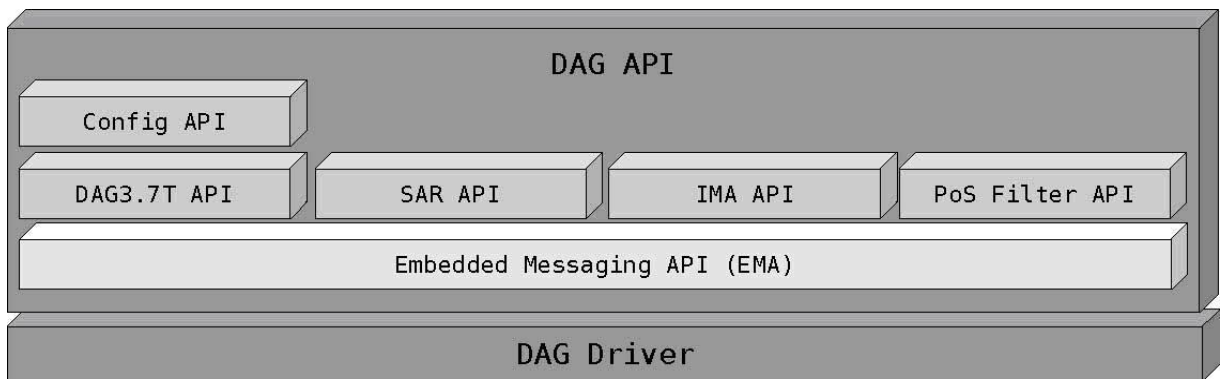 DAG API
Config API
DAG3.7T API
SAR API
IMA API
PoS Filter API
Embedded Messaging API (EMA)
DAG Driver